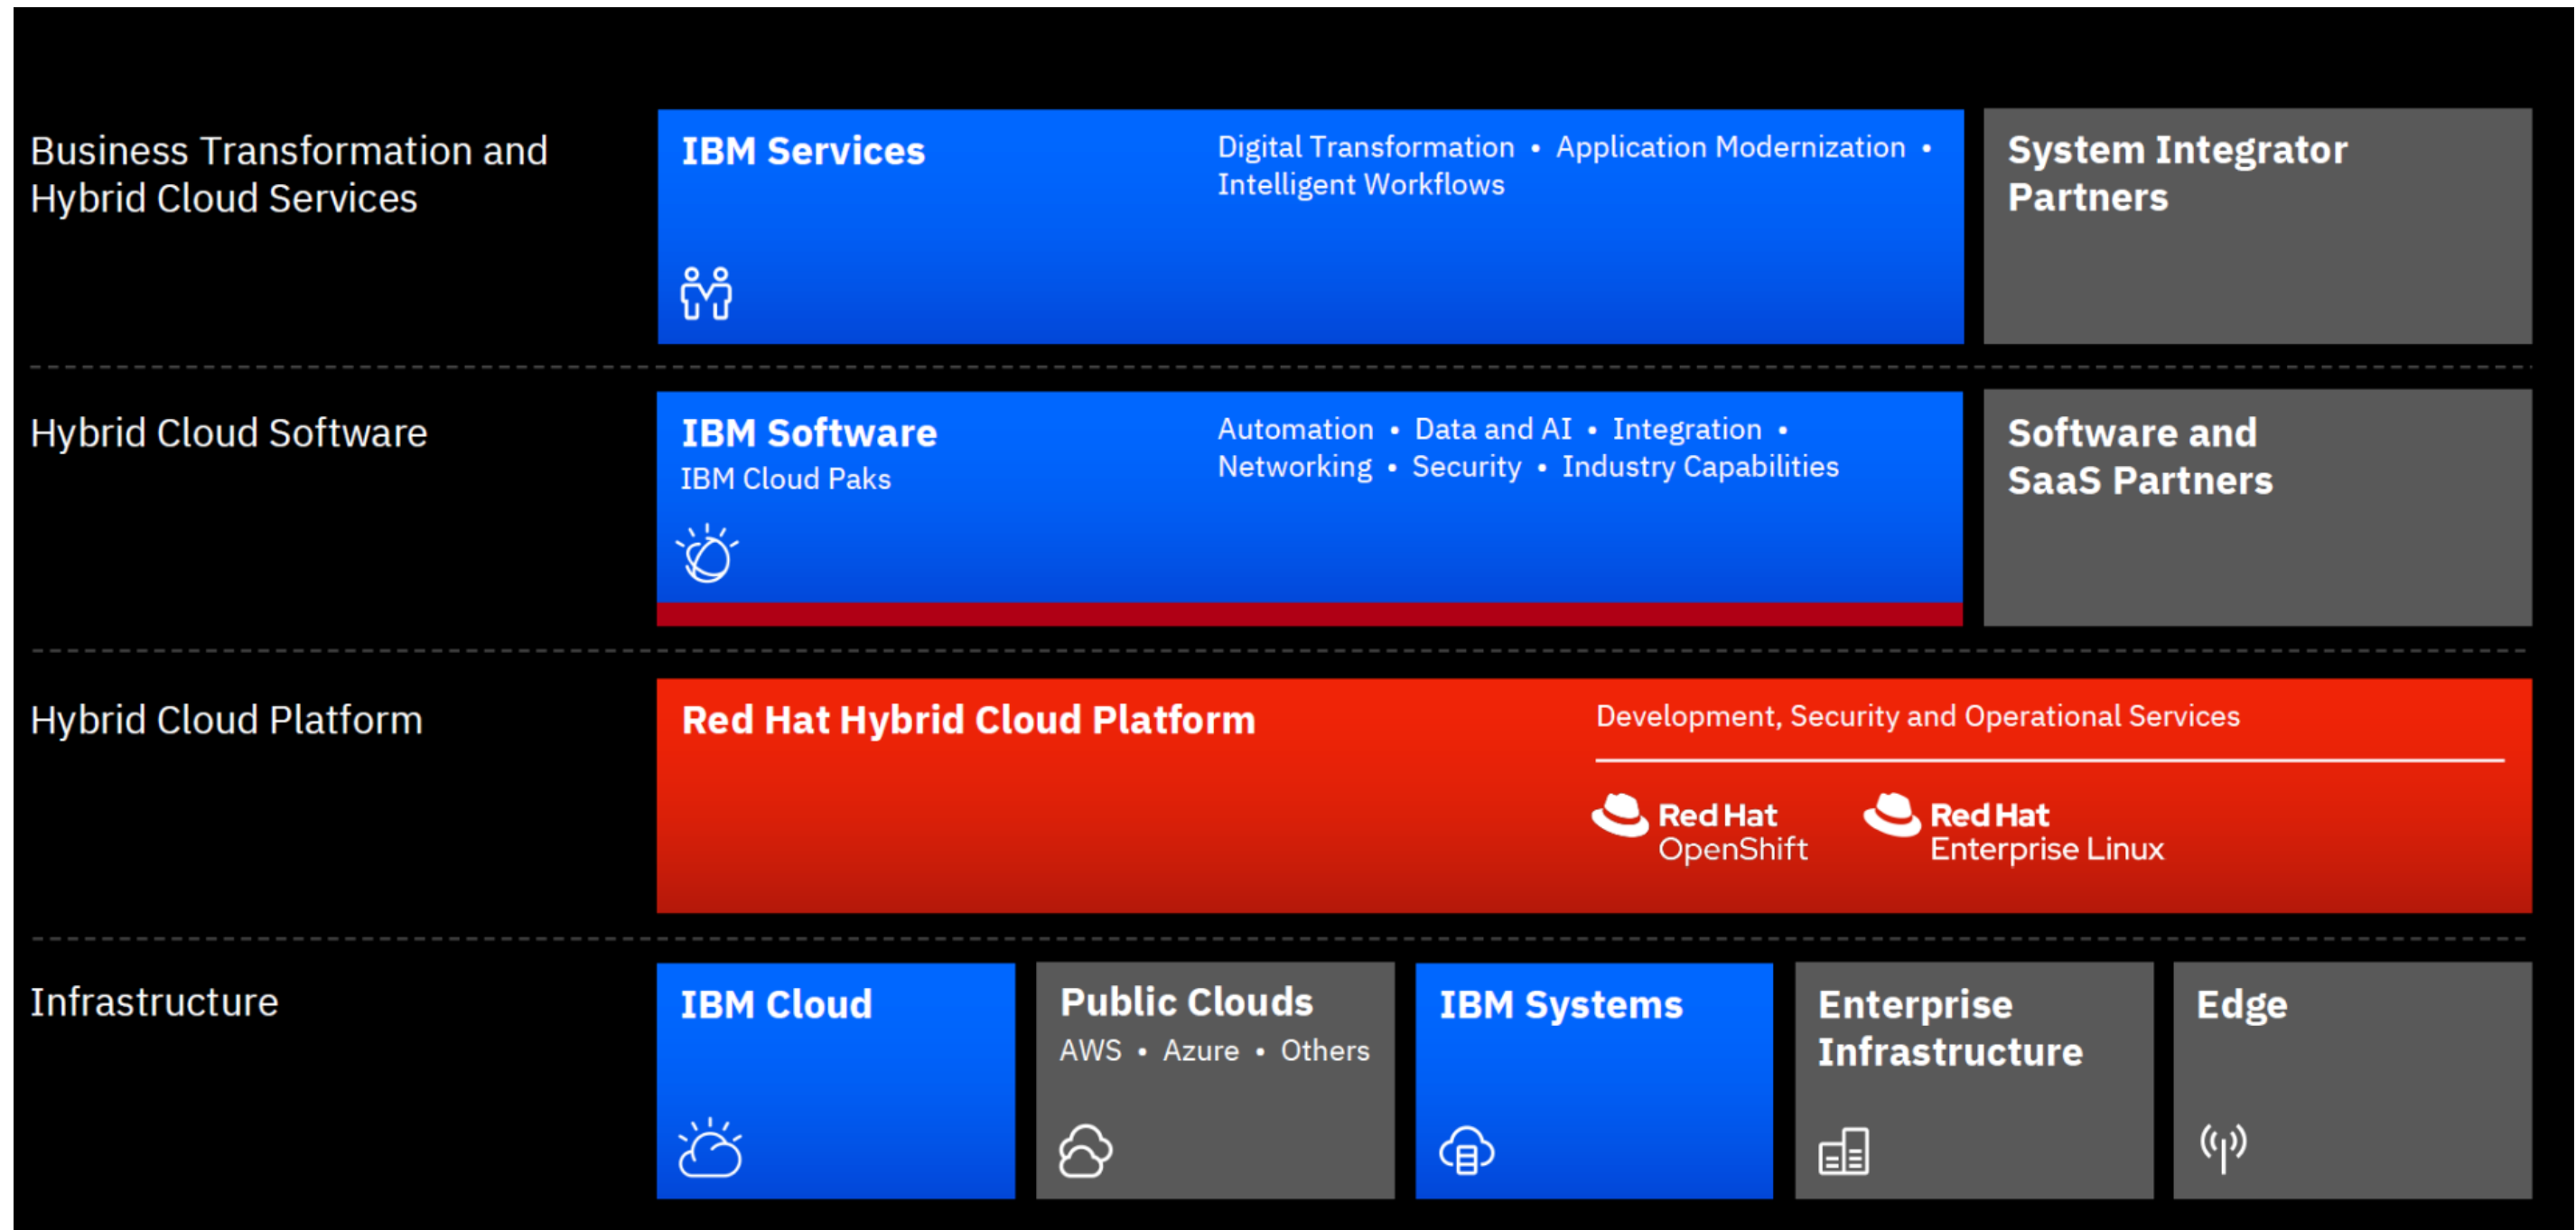 Business Transformation and
Hybrid Cloud Services
IBM Services
Digital Transformation • Application Modernization •
Intelligent Workflows
System Integrator
Partners
Hybrid Cloud Software
IBM Software
IBM Cloud Paks
Automation • Data and AI • Integration •
Networking • Security • Industry Capabilities
Software and
SaaS Partners
Hybrid Cloud Platform
Red Hat Hybrid Cloud Platform
Development, Security and Operational Services
Red Hat
OpenShift
Red Hat
Enterprise Linux
Infrastructure
IBM Cloud
Public Clouds
AWS • Azure • Others
IBM Systems
Enterprise
Infrastructure
Edge